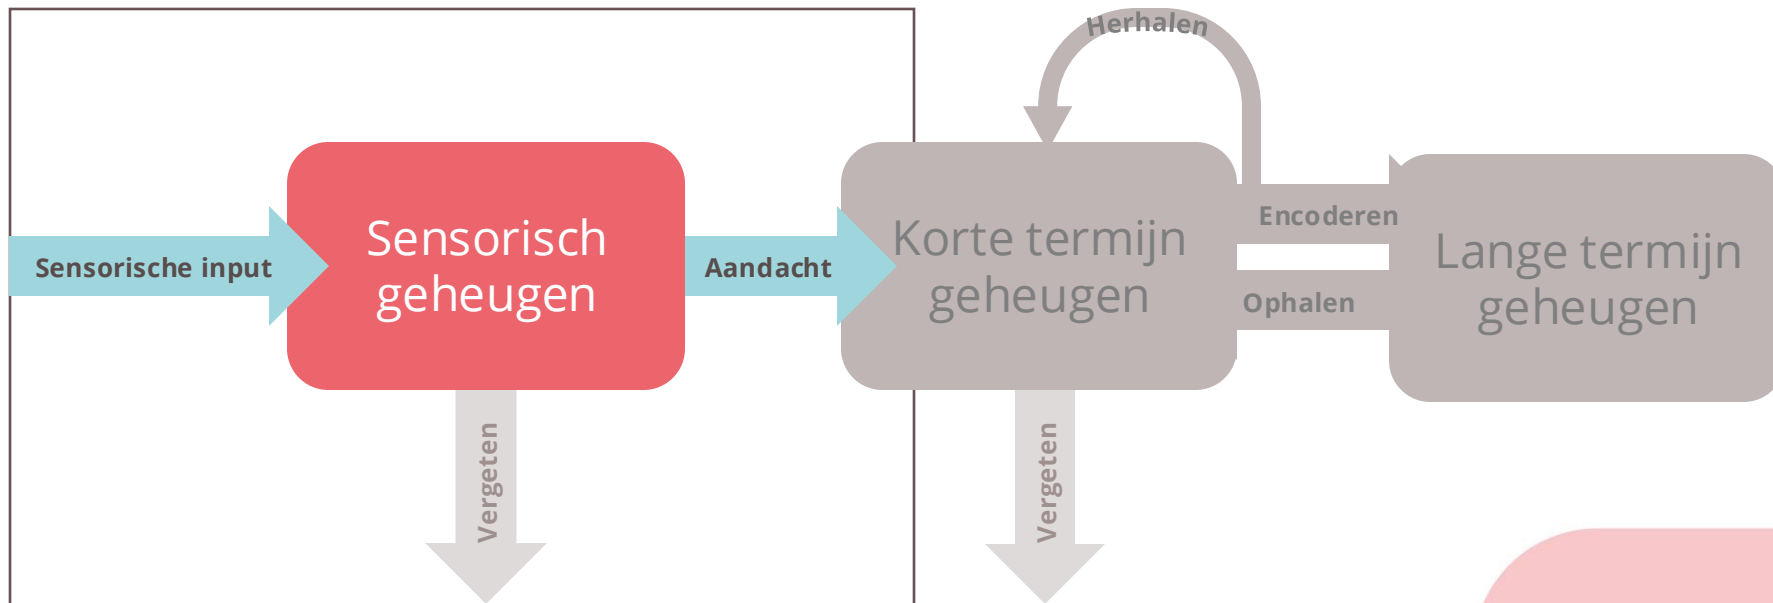 Herhalen
Sensorische input
Sensorisch
geheugen
Aandacht
Korte termijn
geheugen
Encoderen
Ophalen
Lange termijn
geheugen
Vergeten
Vergeten